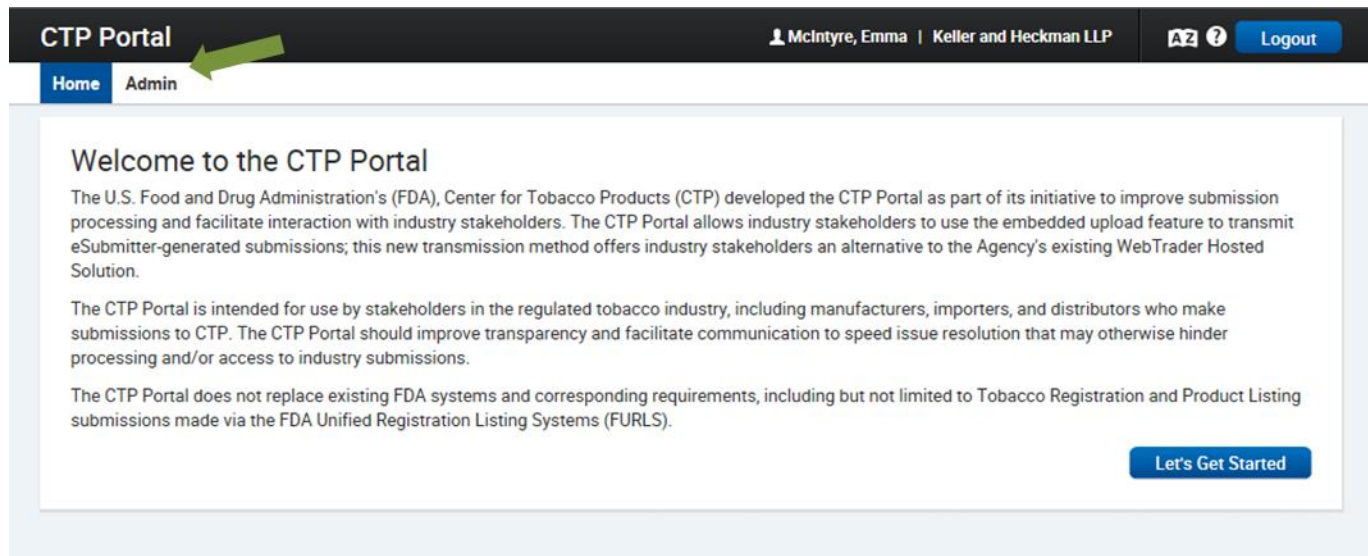 CTP Portal
McIntyre, Emma | Keller and Heckman LLP
AZ ? Logout
Home Admin
Welcome to the CTP Portal
The U.S. Food and Drug Administration's (FDA), Center for Tobacco Products (CTP) developed the CTP Portal as part of its initiative to improve submission
processing and facilitate interaction with industry stakeholders. The CTP Portal allows industry stakeholders to use the embedded upload feature to transmit
eSubmitter-generated submissions; this new transmission method offers industry stakeholders an alternative to the Agency's existing WebTrader Hosted
Solution.
The CTP Portal is intended for use by stakeholders in the regulated tobacco industry, including manufacturers, importers, and distributors who make
submissions to CTP. The CTP Portal should improve transparency and facilitate communication to speed issue resolution that may otherwise hinder
processing and/or access to industry submissions.
The CTP Portal does not replace existing FDA systems and corresponding requirements, including but not limited to Tobacco Registration and Product Listing
submissions made via the FDA Unified Registration Listing Systems (FURLS).
Let's Get Started